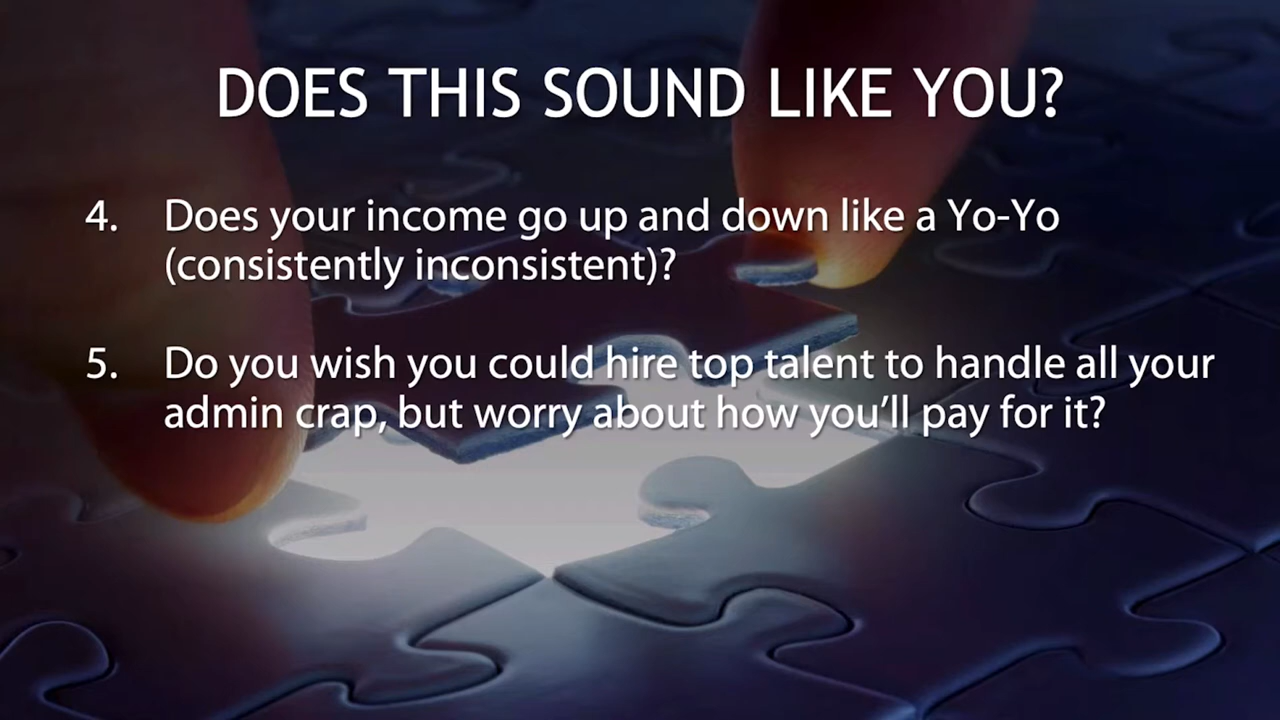 DOES THIS SOUND LIKE YOU?
4. Does your income go up and down like a Yo-Yo
(consistently inconsistent)?
5. Do you wish you could hire top talent to handle all your
admin crap, but worry about how you’ll pay for it?